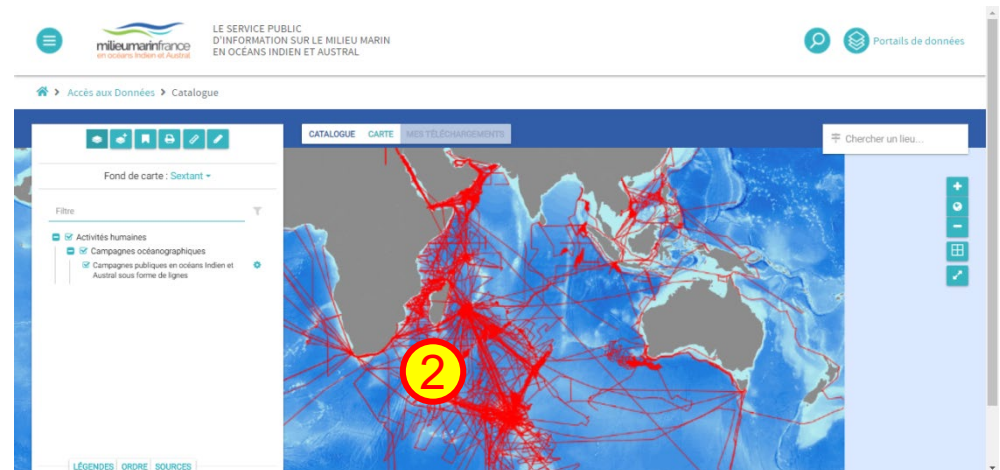 milieumarinfrance
en océans Indien et Austral
LE SERVICE PUBLIC
D'INFORMATION SUR LE MILIEU MARIN
EN OCÉANS INDIEN ET AUSTRAL
Portails de données
Accès aux Données > Catalogue
CATALOGUE CARTE MES TÉLÉCHARGEMENTS
Chercher un lieu...
Fond de carte : Sextant
Filtre
Activités humaines
Campagnes océanographiques
Campagnes publiques en océans Indien et
Austral sous forme de lignes
2
LÉGENDES ORDRE SOURCES